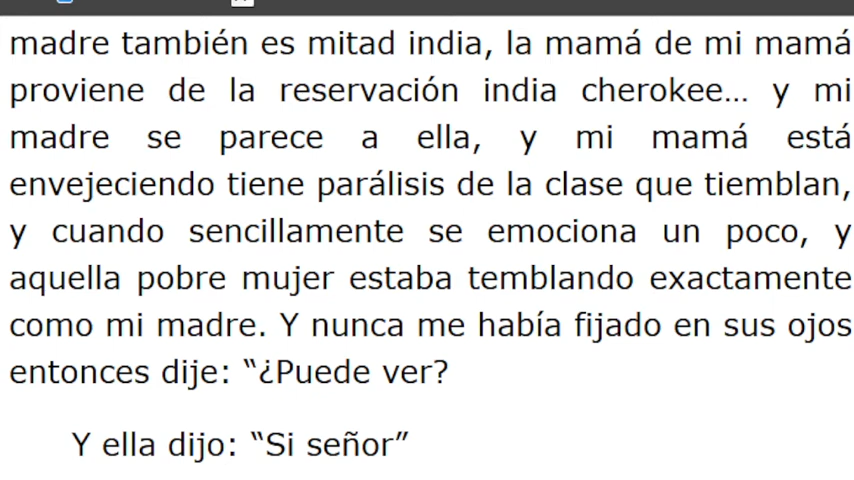 madre también es mitad india, la mamá de mi mamá
proviene de la reservación india cherokee... y mi
madre se parece a ella, y mi mamá está
envejeciendo tiene parálisis de la clase que tiemblan,
y cuando sencillamente se emociona un poco, y
aquella pobre mujer estaba temblando exactamente
como mi madre. Y nunca me había fijado en sus ojos
entonces dije: “¿Puede ver?
Y ella dijo: “Si señor”